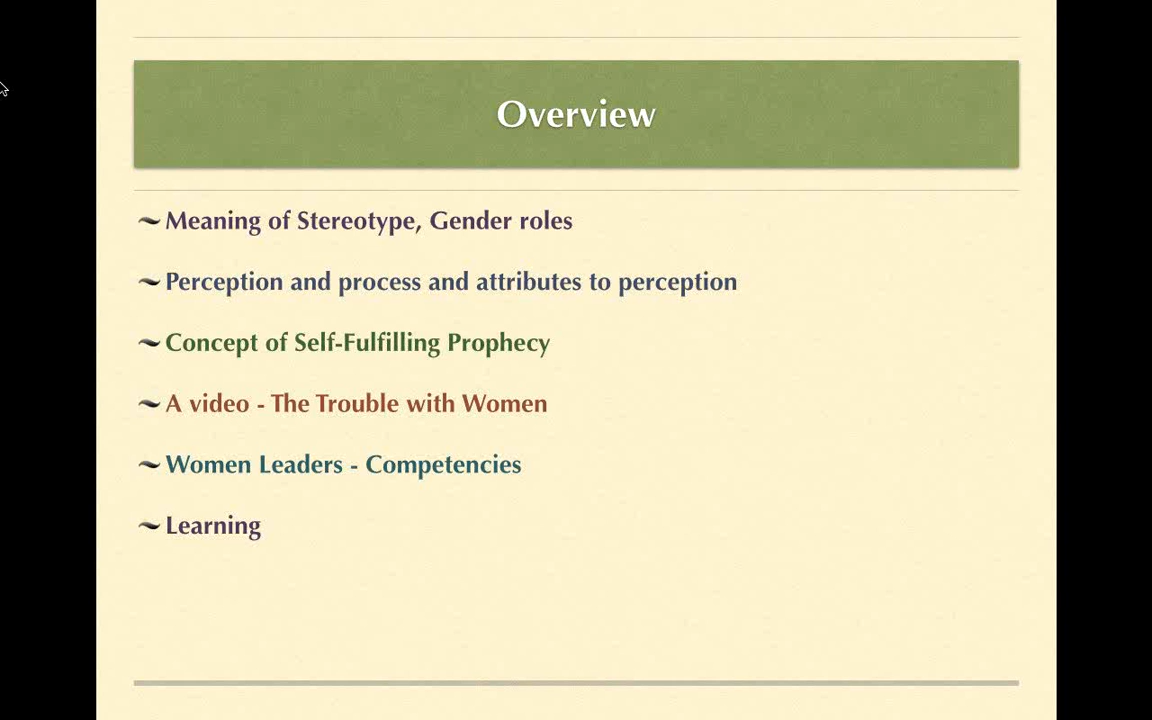 Overview
Meaning of Stereotype, Gender roles
Perception and process and attributes to perception
Concept of Self-Fulfilling Prophecy
A video - The Trouble with Women
Women Leaders - Competencies
Learning